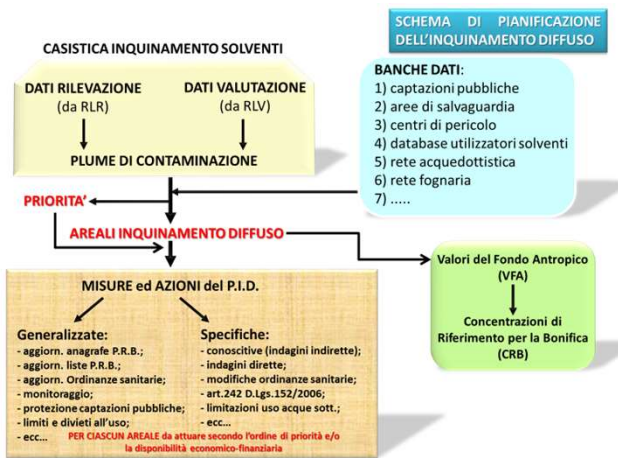 SCHEMA DI PIANIFICAZIONE
DELL'INQUINAMENTO DIFFUSO
CASISTICA INQUINAMENTO SOLVENTI
DATI RILEVAZIONE
(da RLR)
DATI VALUTAZIONE
(da RLV)
PLUME DI CONTAMINAZIONE
BANCHE DATI:
1) captazioni pubbliche
2) aree di salvaguardia
3) centri di pericolo
4) database utilizzatori solventi
5) rete acquedottistica
6) rete fognaria
7) .....
PRIORITA'
AREALI INQUINAMENTO DIFFUSO
MISURE ed AZIONI del P.I.D.
Generalizzate:
- aggiorn. anagrafe P.R.B.;
- aggiorn. liste P.R.B.;
- aggiorn. Ordinanze sanitarie;
- monitoraggio;
- protezione captazioni pubbliche;
- limiti e divieti all'uso;
- ecc...
Specifiche:
- conoscitive (indagini indirette);
- indagini dirette;
- modifiche ordinanze sanitarie;
- art.242 D.Lgs.152/2006;
- limitazioni uso acque sott.;
- ecc...
PER CIASCUN AREALE da attuare secondo l'ordine di priorità e/o
la disponibilità economico-finanziaria
Valori del Fondo Antropico
(VFA)
Concentrazioni di
Riferimento per la Bonifica
(CRB)